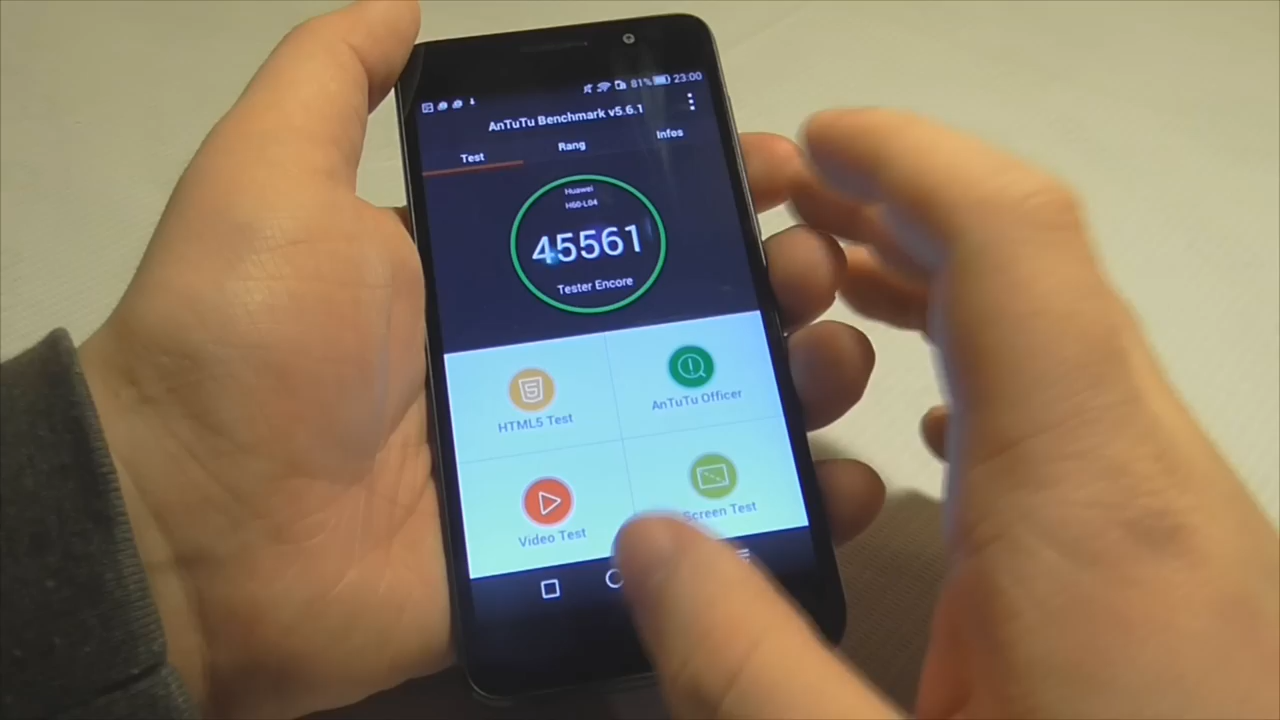 81% 23:00
AnTuTu Benchmark v5.6.1
Test Rang Infos
Huawei
H60-L04
45561
Tester Encore
5
HTML5 Test
AnTuTu Officer
Video Test
Screen Test